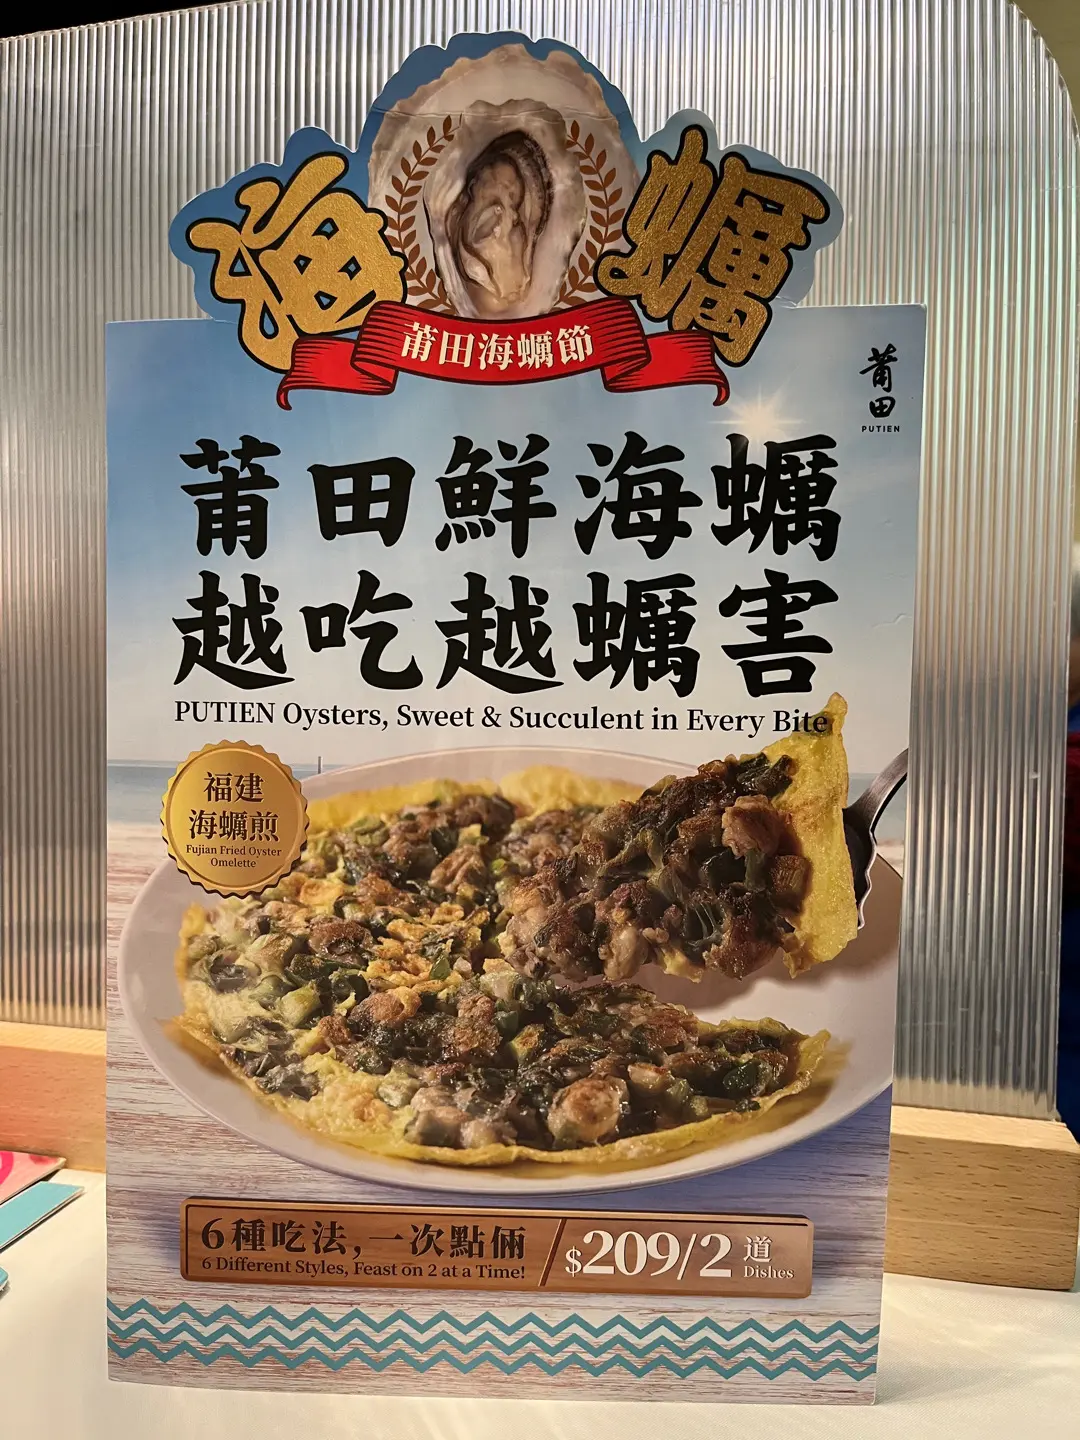 海蠣
莆田海蠣節
莆田
PUTIEN
莆田鮮海蠣
越吃越蠣害
PUTIEN Oysters, Sweet & Succulent in Every Bite
福建
海蠣煎
Fujian Fried Oyster
Omelette
6種吃法,一次點倆
6 Different Styles, Feast on 2 at a Time!
$209/2 道
Dishes